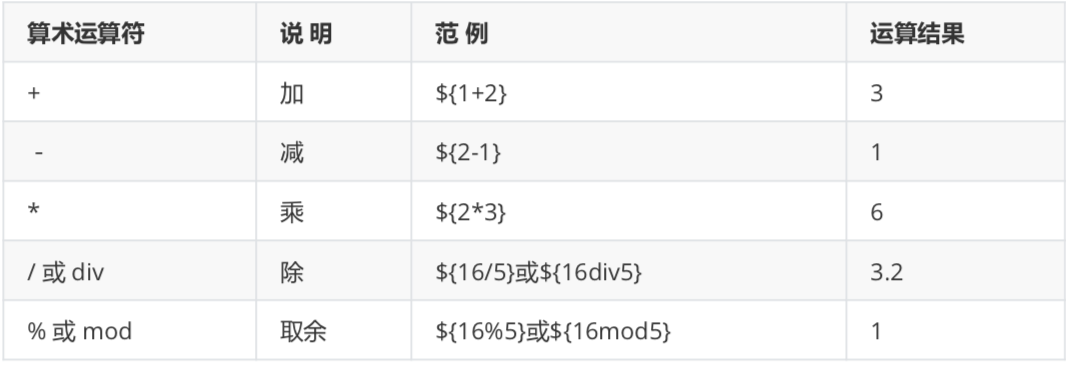 算术运算符 说 明 范 例 运算结果
+ 加 ${1+2} 3
- 减 ${2-1} 1
* 乘 ${2*3} 6
/ 或 div 除 ${16/5}或${16div5} 3.2
% 或 mod 取余 ${16%5}或${16mod5} 1